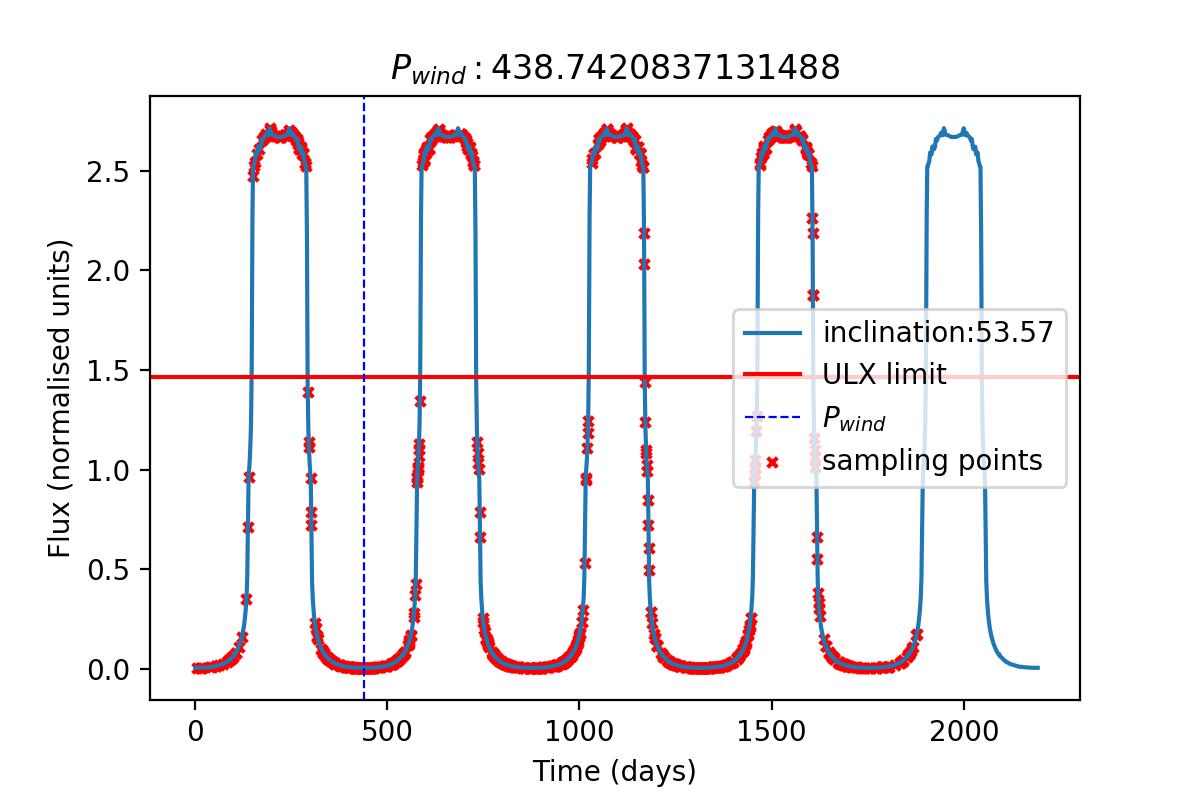 P_wind : 438.7420837131488
2.5
2.0
1.5
1.0
0.5
0.0
Flux (normalised units)
inclination:53.57
ULX limit
P_wind
sampling points
0 500 1000 1500 2000
Time (days)